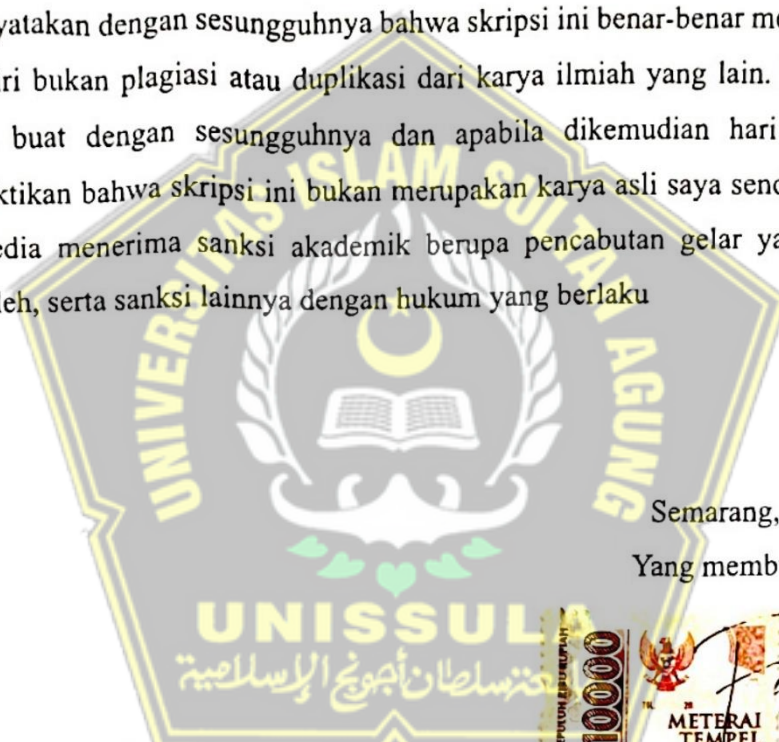 yatakan dengan sesungguhnya bahwa skripsi ini benar-benar me
ri bukan plagiasi atau duplikasi dari karya ilmiah yang lain.
buat dengan sesungguhnya dan apabila dikemudian hari
ktikan bahwa skripsi ini bukan merupakan karya asli saya send
edia menerima sanksi akademik berupa pencabutan gelar ya
leh, serta sanksi lainnya dengan hukum yang berlaku
UNIVERSITAS ISLAM SULTAN AGUNG
Semarang,
Yang memb
UNISSULA
جامعة سلطان أجونج الإسلامية
10000
METERAI
TEMPEL